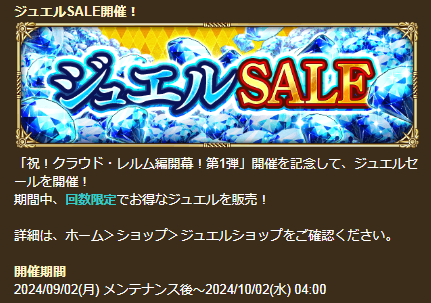 ジュエルSALE開催！
ジュエルSALE
「祝！クラウド・レルム編開幕！第1弾」開催を記念して、ジュエルセ
ールを開催！
期間中、回数限定でお得なジュエルを販売！
詳細は、ホーム＞ショップ＞ジュエルショップをご確認ください。
開催期間
2024/09/02(月) メンテナンス後～2024/10/02(水) 04:00